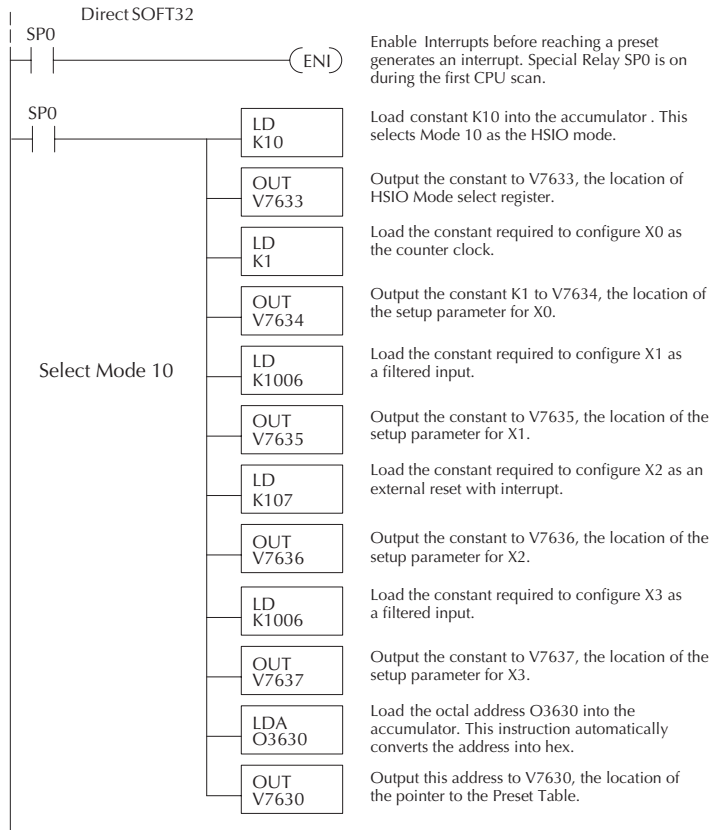 Direct SOFT32
SP0
ENI
Enable Interrupts before reaching a preset
generates an interrupt. Special Relay SP0 is on
during the first CPU scan.
SP0
LD
K10
Load constant K10 into the accumulator . This
selects Mode 10 as the HSIO mode.
OUT
V7633
Output the constant to V7633, the location of
HSIO Mode select register.
LD
K1
Load the constant required to configure X0 as
the counter clock.
OUT
V7634
Output the constant K1 to V7634, the location of
the setup parameter for X0.
Select Mode 10
LD
K1006
Load the constant required to configure X1 as
a filtered input.
OUT
V7635
Output the constant to V7635, the location of the
setup parameter for X1.
LD
K107
Load the constant required to configure X2 as an
external reset with interrupt.
OUT
V7636
Output the constant to V7636, the location of the
setup parameter for X2.
LD
K1006
Load the constant required to configure X3 as
a filtered input.
OUT
V7637
Output the constant to V7637, the location of the
setup parameter for X3.
LDA
O3630
Load the octal address O3630 into the
accumulator. This instruction automatically
converts the address into hex.
OUT
V7630
Output this address to V7630, the location of
the pointer to the Preset Table.